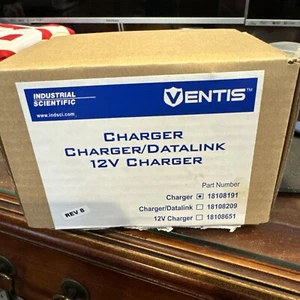 INDUSTRIAL
SCIENTIFIC
www.indsci.com
VENTIS™
CHARGER
CHARGER/DATALINK
12V CHARGER
Part Number
Charger 18108191
Charger/Datalink 18108209
12V Charger 18108651
REV 8